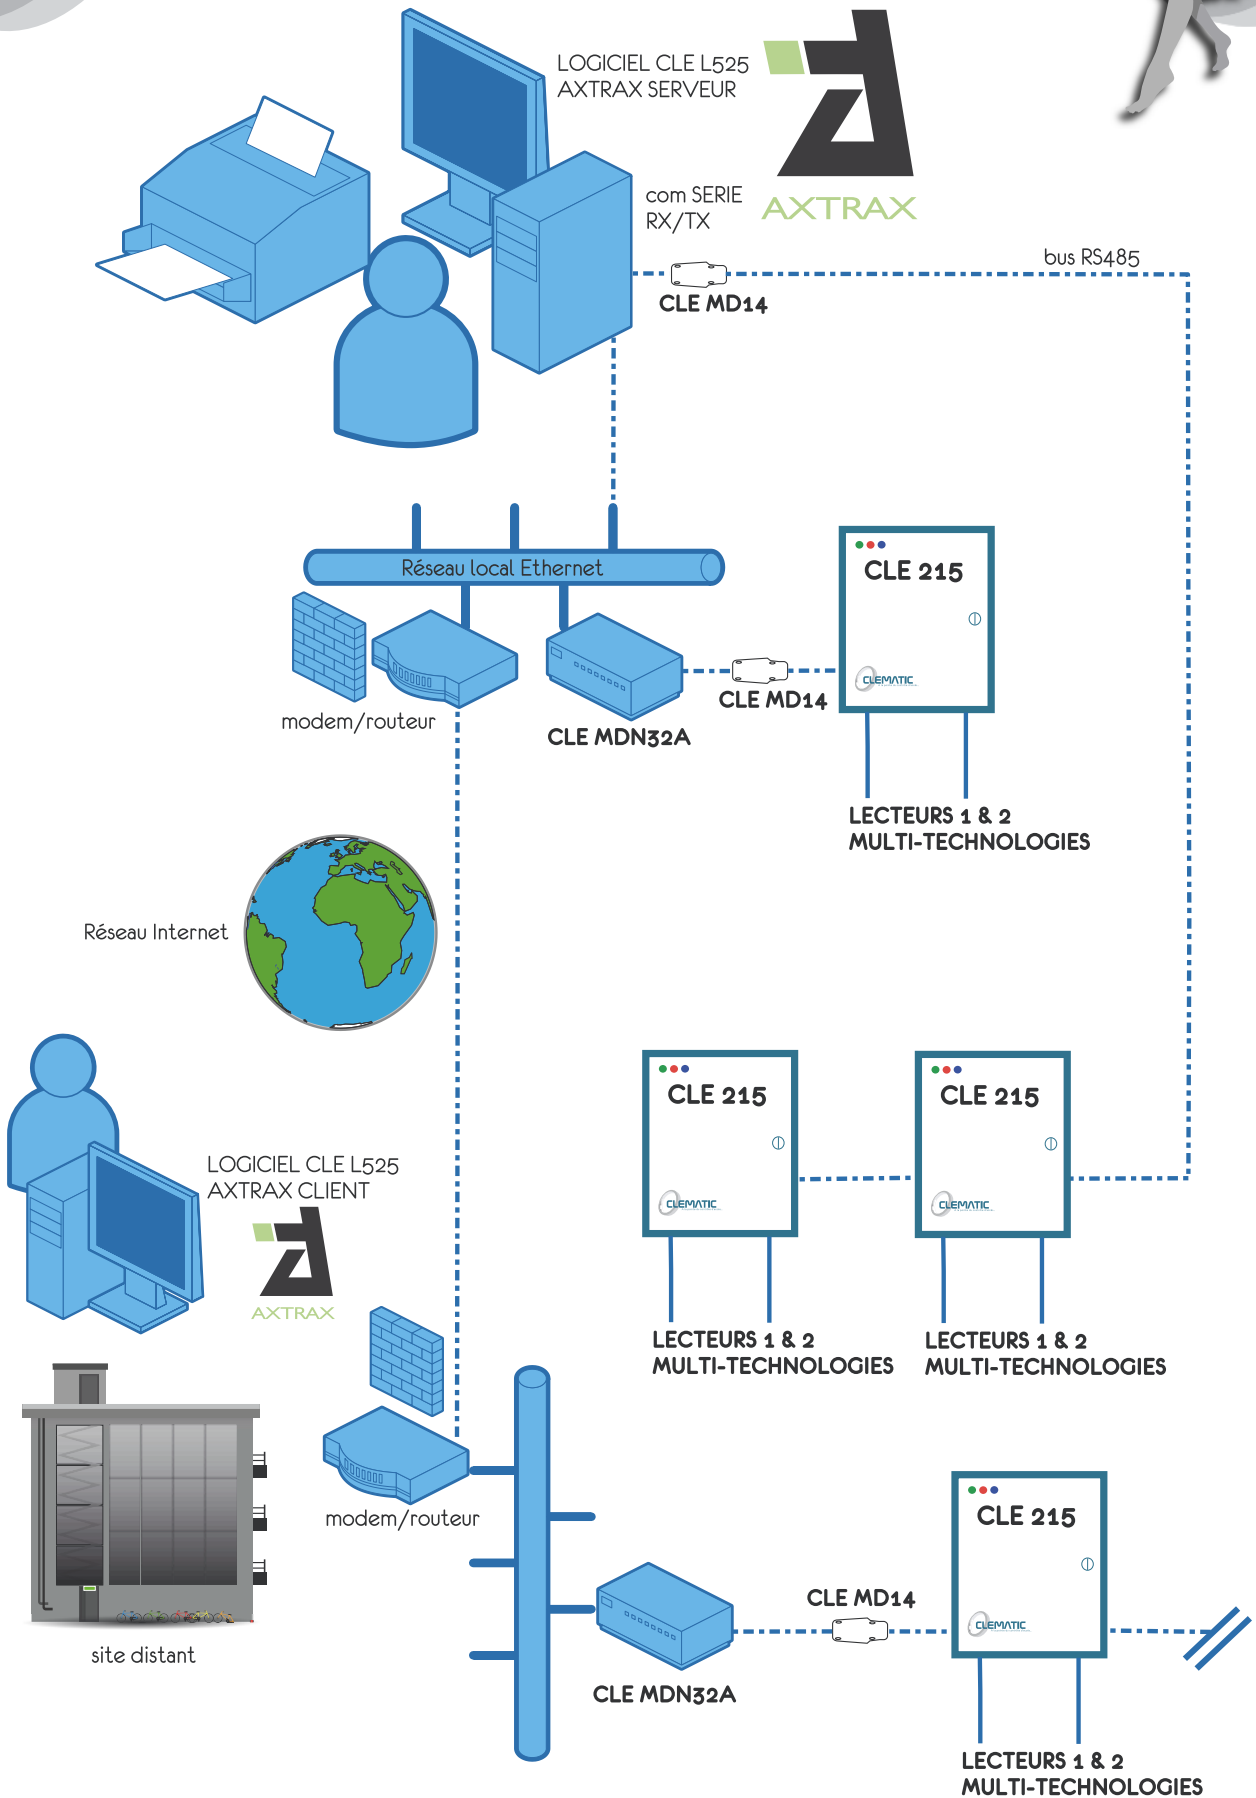 LOGICIEL CLE L525
AXTRAX SERVEUR
AXTRAX
com SERIE
RX/TX
CLE MD14
bus RS485
Réseau local Ethernet
modem/routeur
CLE MDN32A
CLE MD14
CLE 215
CLEMATIC
LECTEURS 1 & 2
MULTI-TECHNOLOGIES
Réseau Internet
LOGICIEL CLE L525
AXTRAX CLIENT
AXTRAX
CLE 215
CLEMATIC
LECTEURS 1 & 2
MULTI-TECHNOLOGIES
CLE 215
CLEMATIC
LECTEURS 1 & 2
MULTI-TECHNOLOGIES
modem/routeur
site distant
CLE MDN32A
CLE MD14
CLE 215
CLEMATIC
LECTEURS 1 & 2
MULTI-TECHNOLOGIES